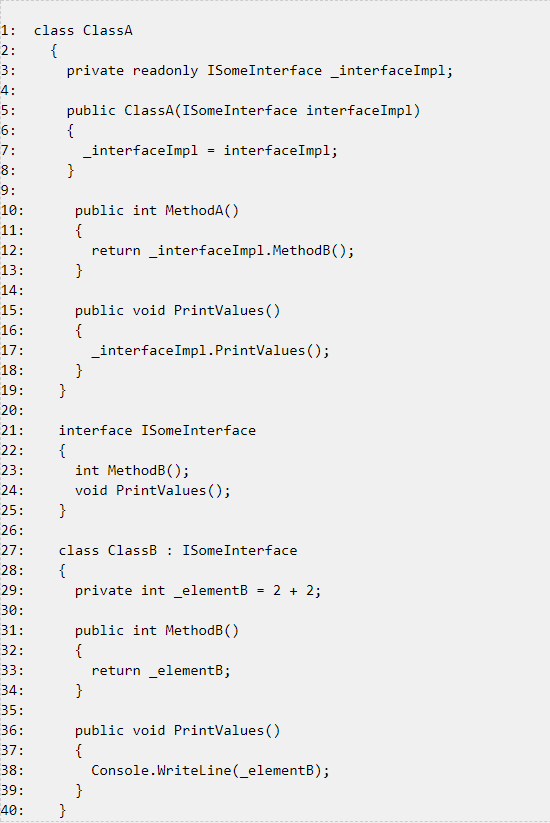 1:  class ClassA
2:    {
3:      private readonly ISomeInterface _interfaceImpl;
4:
5:      public ClassA(ISomeInterface interfaceImpl)
6:      {
7:        _interfaceImpl = interfaceImpl;
8:      }
9:
10:      public int MethodA()
11:      {
12:        return _interfaceImpl.MethodB();
13:      }
14:
15:      public void PrintValues()
16:      {
17:        _interfaceImpl.PrintValues();
18:      }
19:    }
20:
21:    interface ISomeInterface
22:    {
23:      int MethodB();
24:      void PrintValues();
25:    }
26:
27:    class ClassB : ISomeInterface
28:    {
29:      private int _elementB = 2 + 2;
30:
31:      public int MethodB()
32:      {
33:        return _elementB;
34:      }
35:
36:      public void PrintValues()
37:      {
38:        Console.WriteLine(_elementB);
39:      }
40:    }